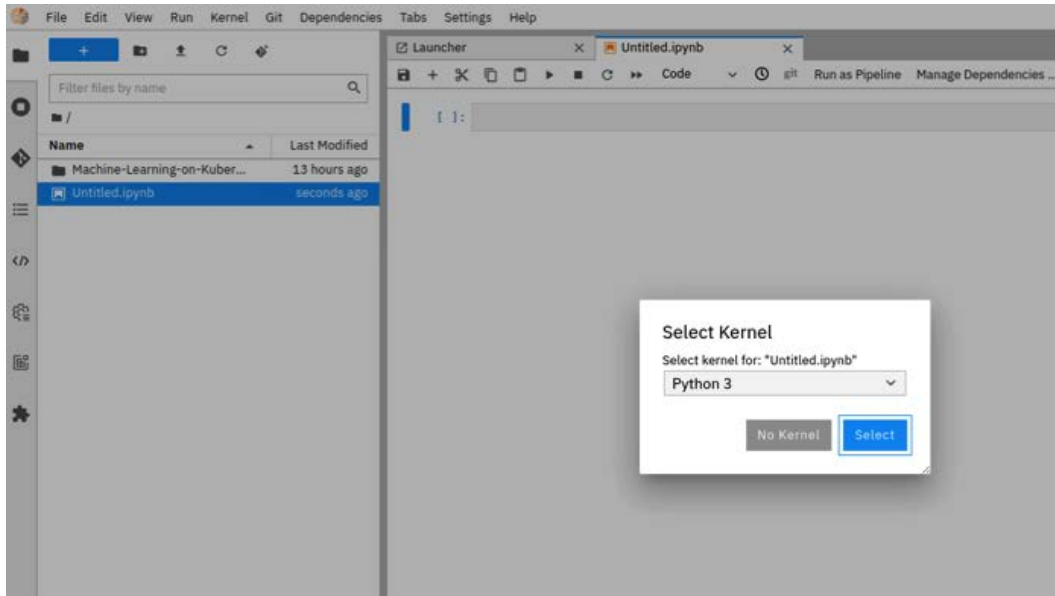 File Edit View Run Kernel Git Dependencies Tabs Settings Help
+
Filter files by name
/
Name Last Modified
Machine-Learning-on-Kuber... 13 hours ago
Untitled.ipynb seconds ago
Launcher × Untitled.ipynb ×
Code git Run as Pipeline Manage Dependencies ...
[ ]:
Select Kernel
Select kernel for: "Untitled.ipynb"
Python 3
No Kernel Select